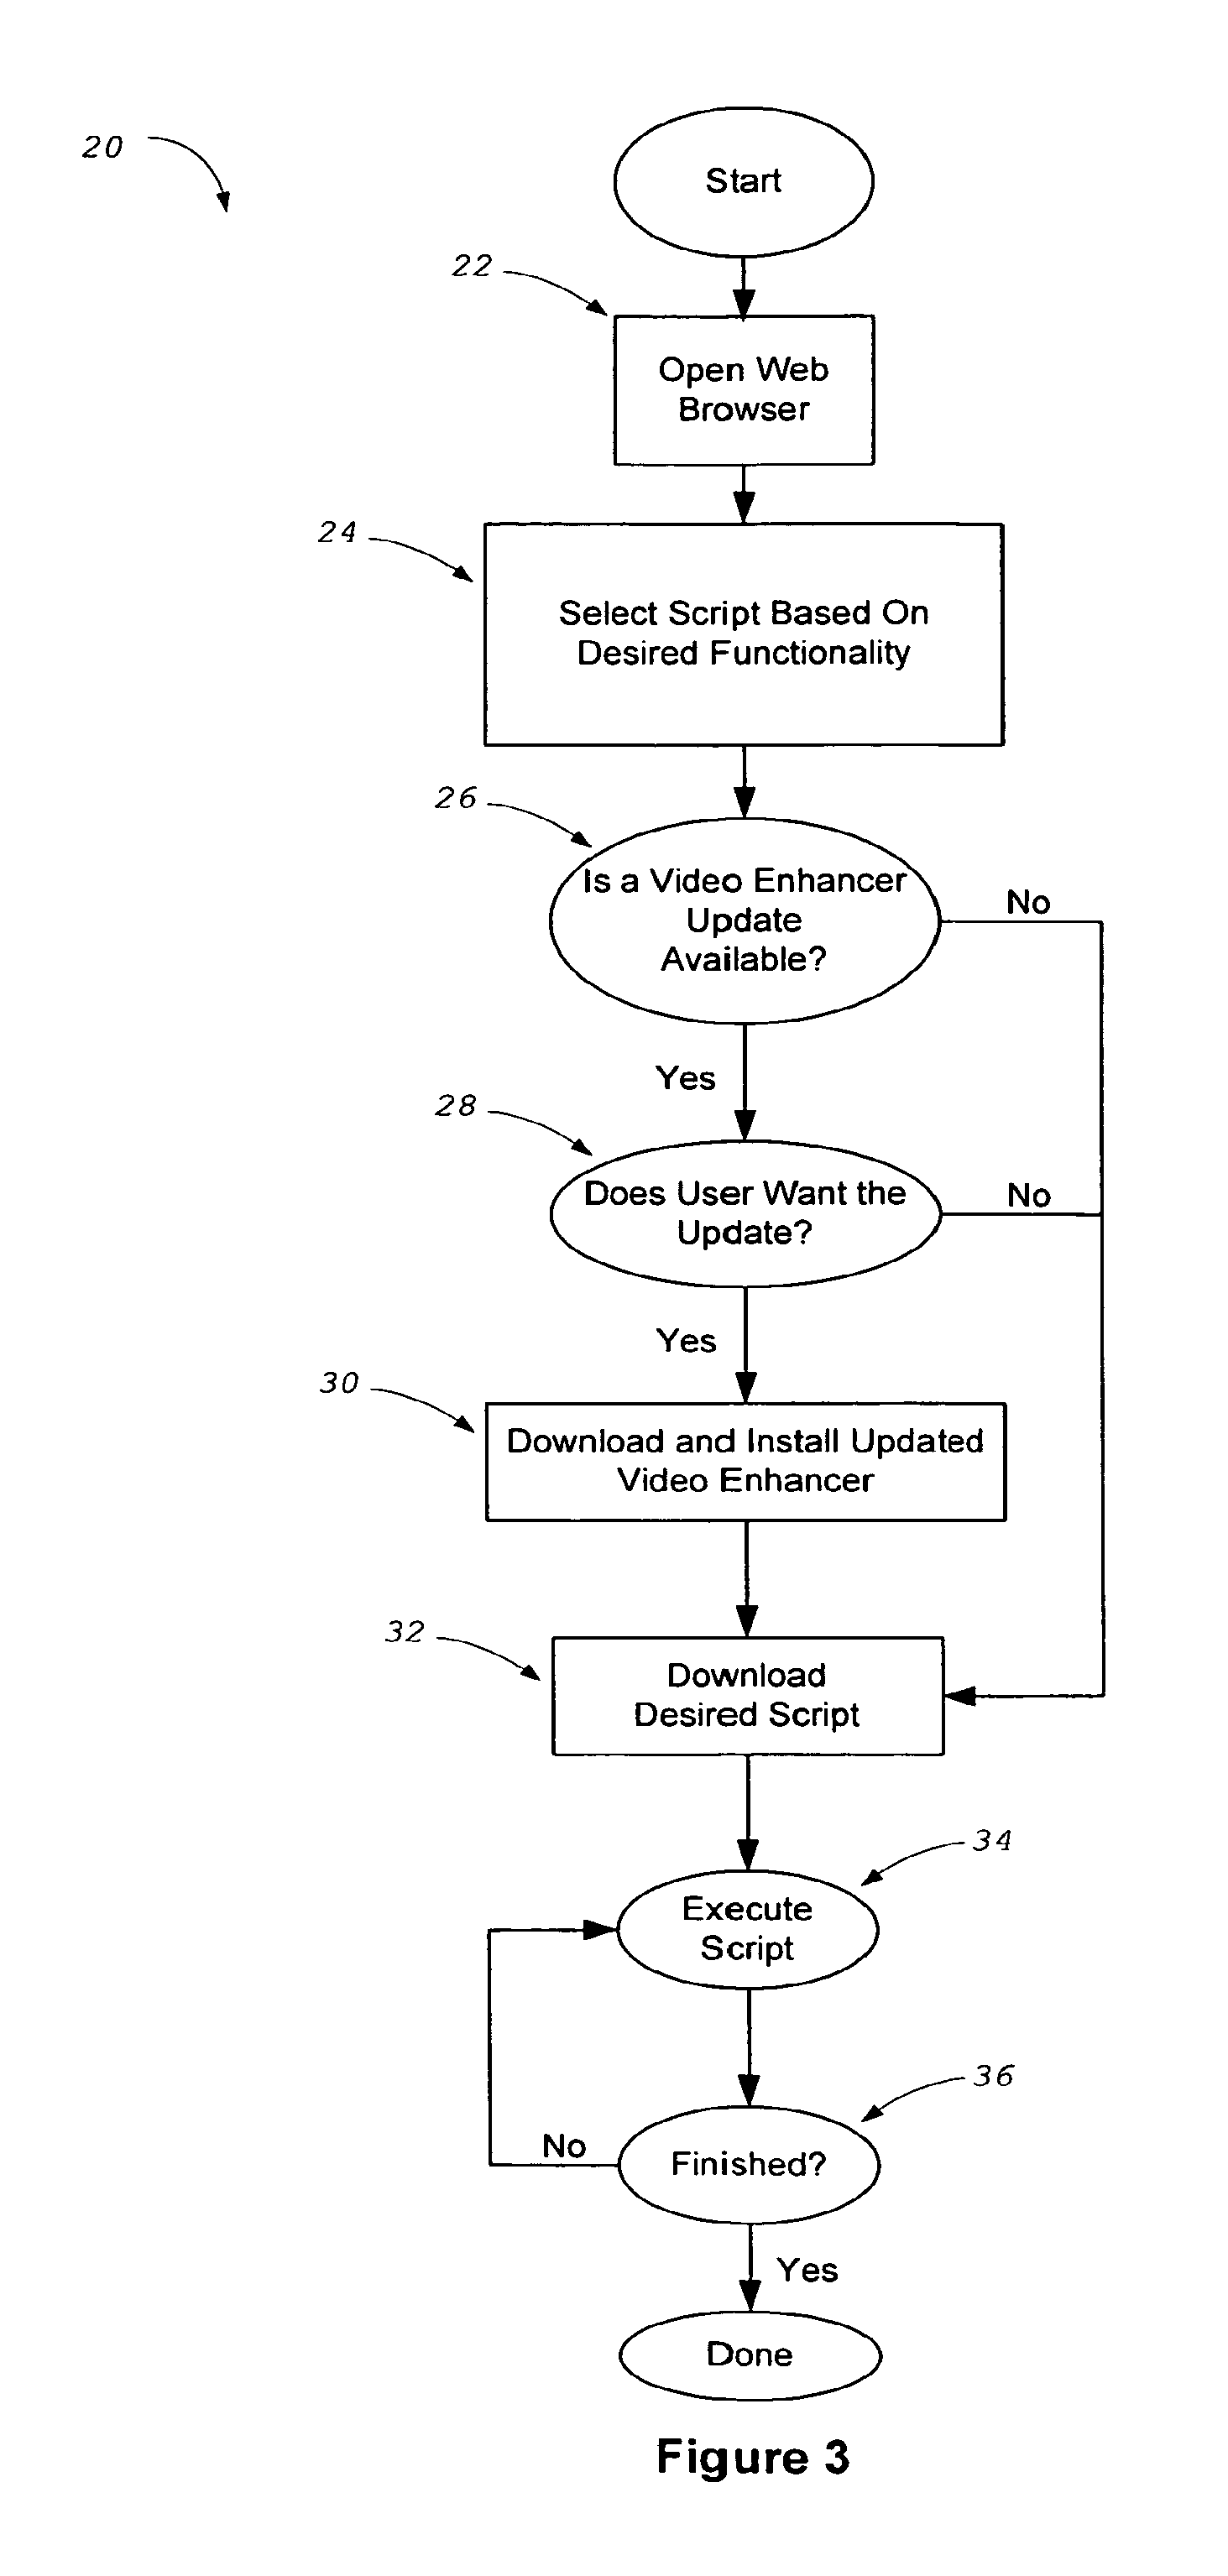 20
Start
22
Open Web
Browser
24
Select Script Based On
Desired Functionality
26
Is a Video Enhancer
Update
Available?
No
Yes
28
Does User Want the
Update?
No
Yes
30
Download and Install Updated
Video Enhancer
32
Download
Desired Script
34
Execute
Script
36
Finished?
No
Yes
Done
Figure 3